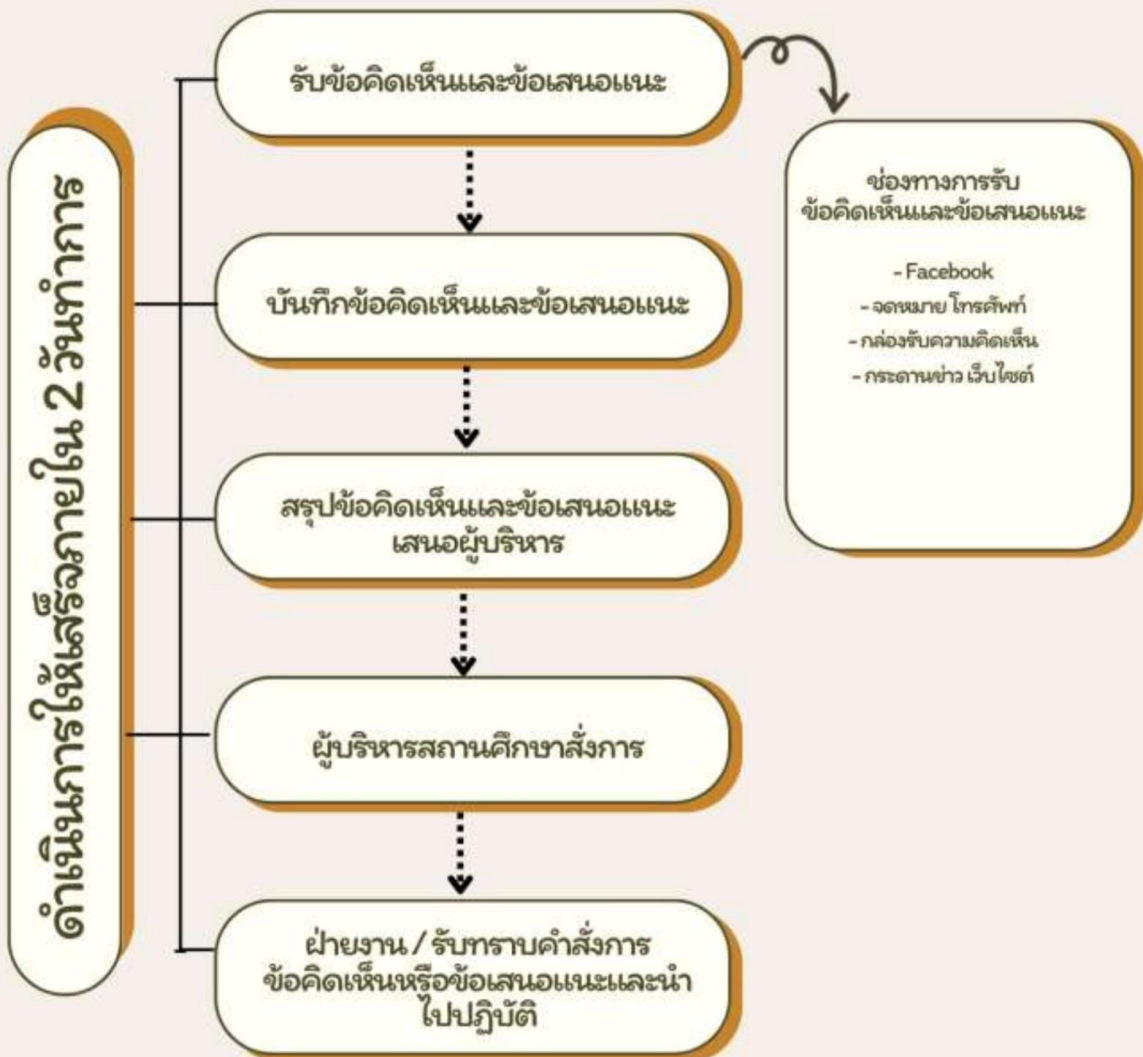 ดำเนินการให้เสร็จภายใน 2 วันทำการ
รับข้อคิดเห็นและข้อเสนอแนะ
ช่องทางการรับ
ข้อคิดเห็นและข้อเสนอแนะ
- Facebook
- จดหมาย โทรศัพท์
- กล่องรับความคิดเห็น
- กระดานข่าว เว็บไซต์
บันทึกข้อคิดเห็นและข้อเสนอแนะ
สรุปข้อคิดเห็นและข้อเสนอแนะ
เสนอผู้บริหาร
ผู้บริหารสถานศึกษาสั่งการ
ฝ่ายงาน / รับทราบคำสั่งการ
ข้อคิดเห็นหรือข้อเสนอแนะและนำ
ไปปฏิบัติ